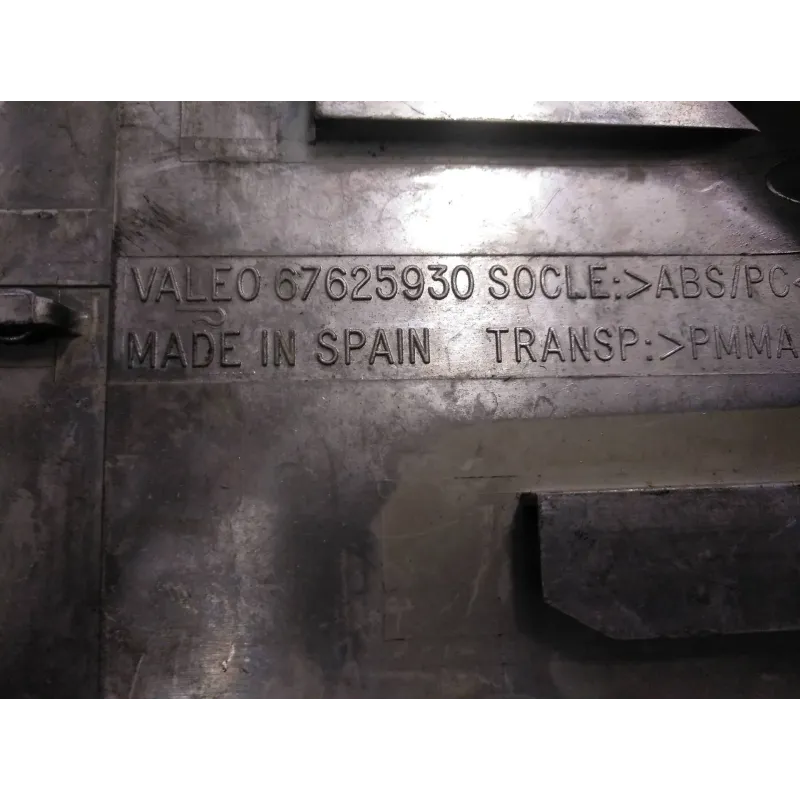 VALEO 67625930 SOCLE:>ABS/PC<
MADE IN SPAIN TRANSP:>PMMA